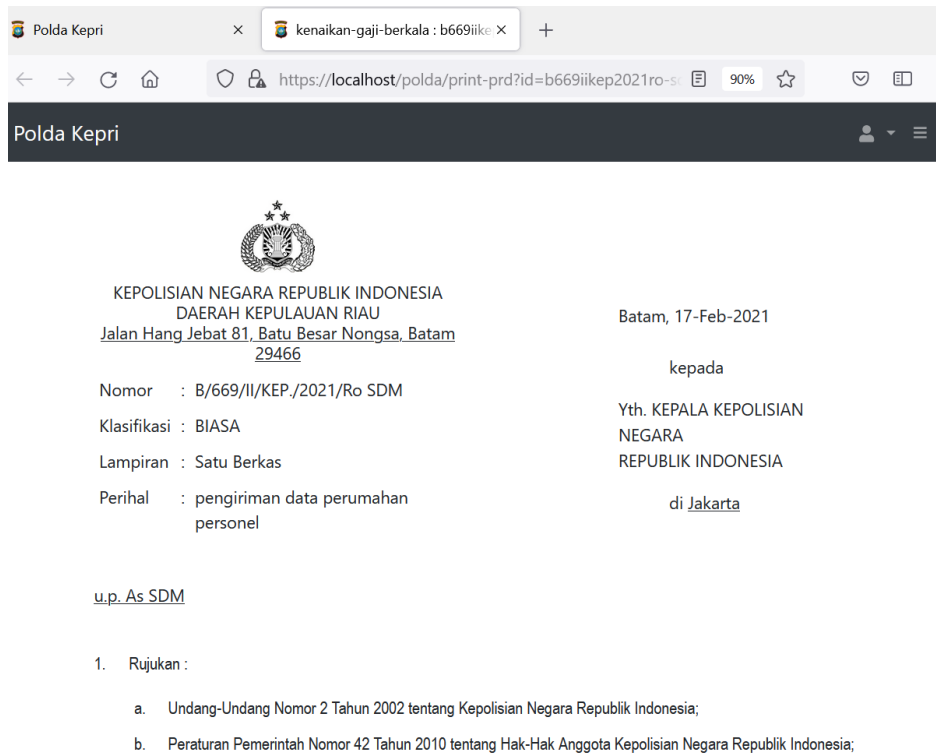 Polda Kepri
kenaikan-gaji-berkala : b669iike
https://localhost/polda/print-prd?id=b669iikep2021ro-s
90%
Polda Kepri
KEPOLISIAN NEGARA REPUBLIK INDONESIA
DAERAH KEPULAUAN RIAU
Jalan Hang Jebat 81, Batu Besar Nongsa, Batam
29466
Batam, 17-Feb-2021
kepada
Nomor : B/669/II/KEP./2021/Ro SDM
Klasifikasi : BIASA
Lampiran : Satu Berkas
Perihal : pengiriman data perumahan
personel
Yth. KEPALA KEPOLISIAN
NEGARA
REPUBLIK INDONESIA
di Jakarta
u.p. As SDM
1. Rujukan :
a. Undang-Undang Nomor 2 Tahun 2002 tentang Kepolisian Negara Republik Indonesia;
b. Peraturan Pemerintah Nomor 42 Tahun 2010 tentang Hak-Hak Anggota Kepolisian Negara Republik Indonesia;